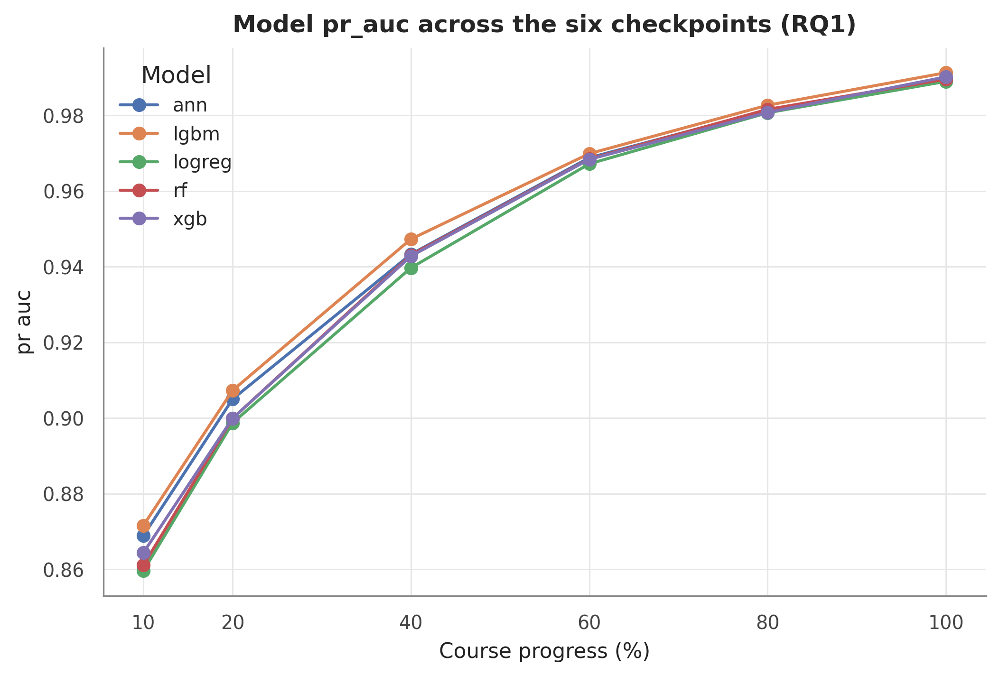 Model pr_auc across the six checkpoints (RQ1)
Model
ann
lgbm
logreg
rf
xgb
0.98
0.96
0.94
0.92
0.90
0.88
0.86
pr auc
10 20 40 60 80 100
Course progress (%)